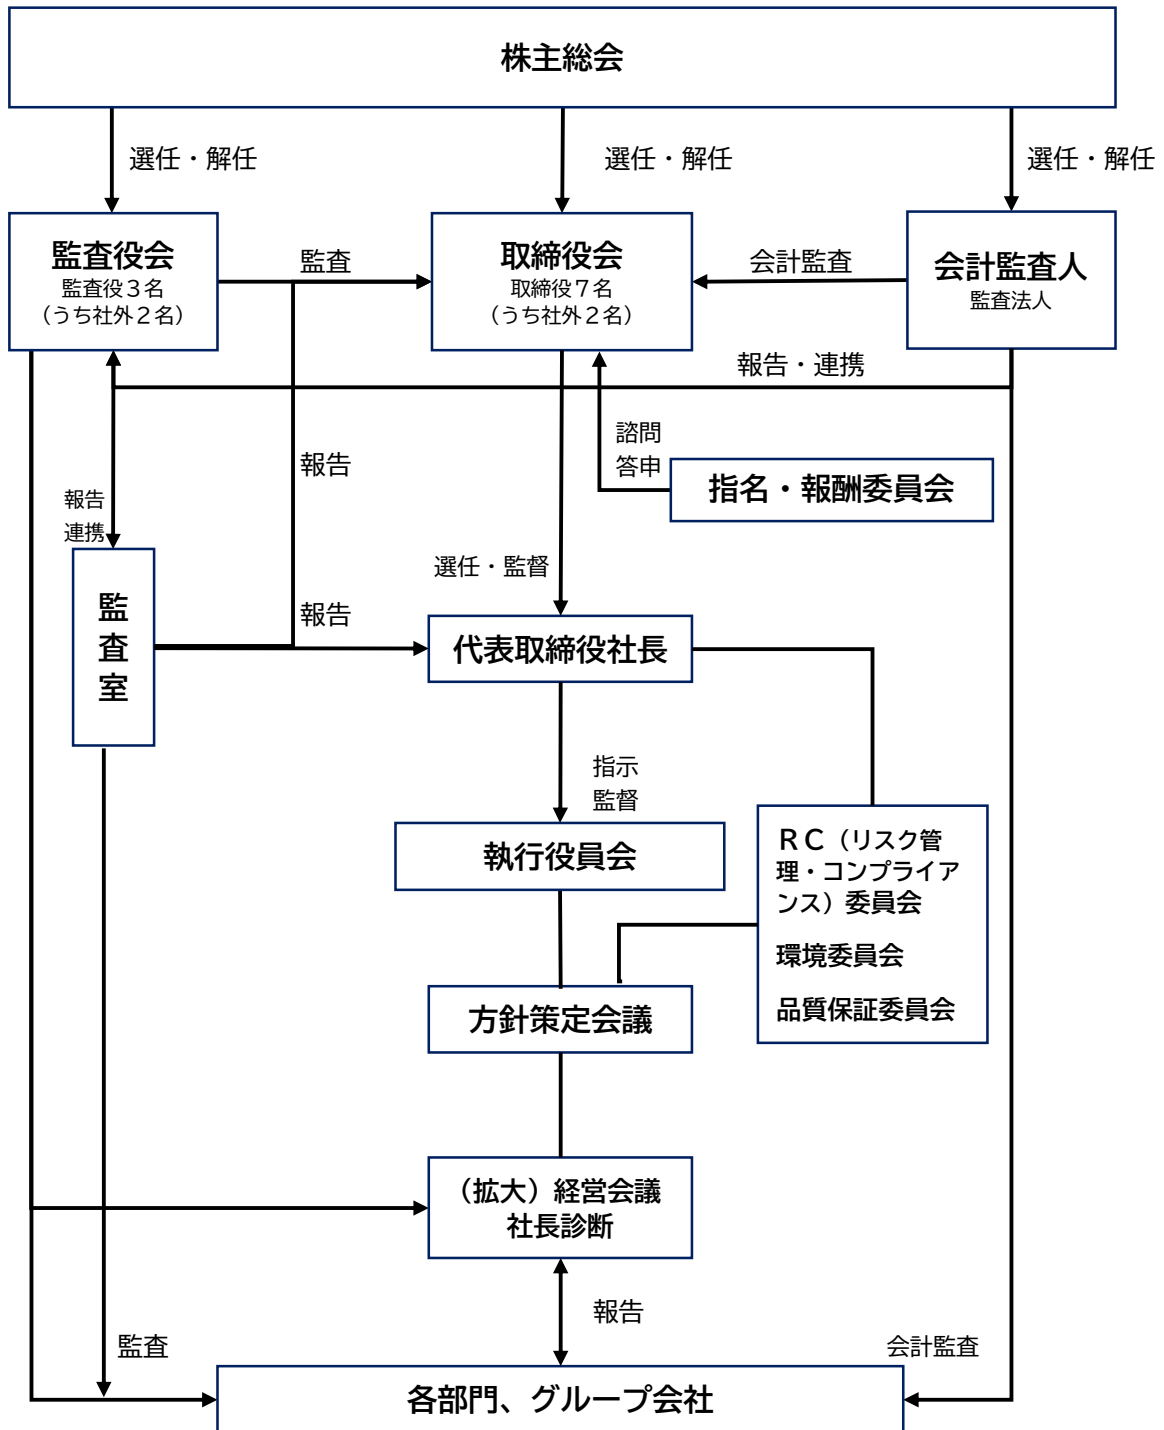 株主総会
選任・解任
選任・解任
選任・解任
監査役会
監査役３名
（うち社外２名）
監査
取締役会
取締役７名
（うち社外２名）
会計監査
会計監査人
監査法人
報告・連携
諮問
答申
指名・報酬委員会
報告
報告
連携
選任・監督
監
査
室
報告
代表取締役社長
指示
監督
執行役員会
ＲＣ（リスク管
理・コンプライア
ンス）委員会
環境委員会
品質保証委員会
方針策定会議
（拡大）経営会議
社長診断
報告
監査
会計監査
各部門、グループ会社